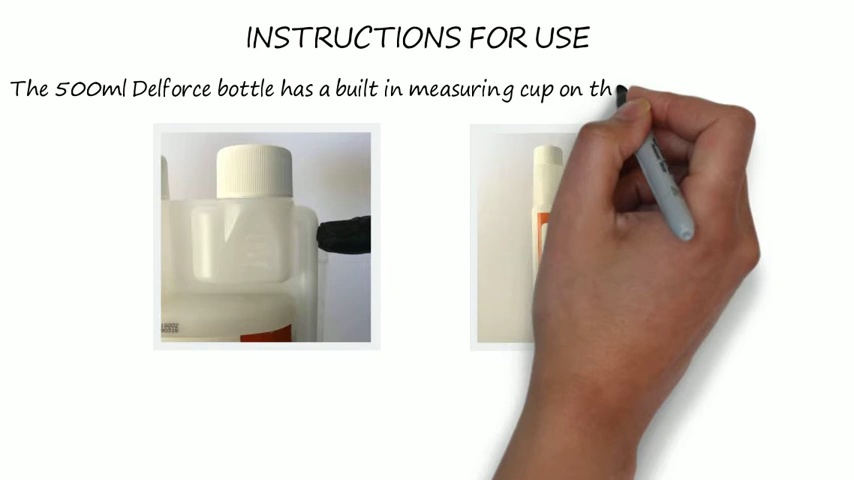 INSTRUCTIONS FOR USE
The 500ml Delforce bottle has a built in measuring cup on th